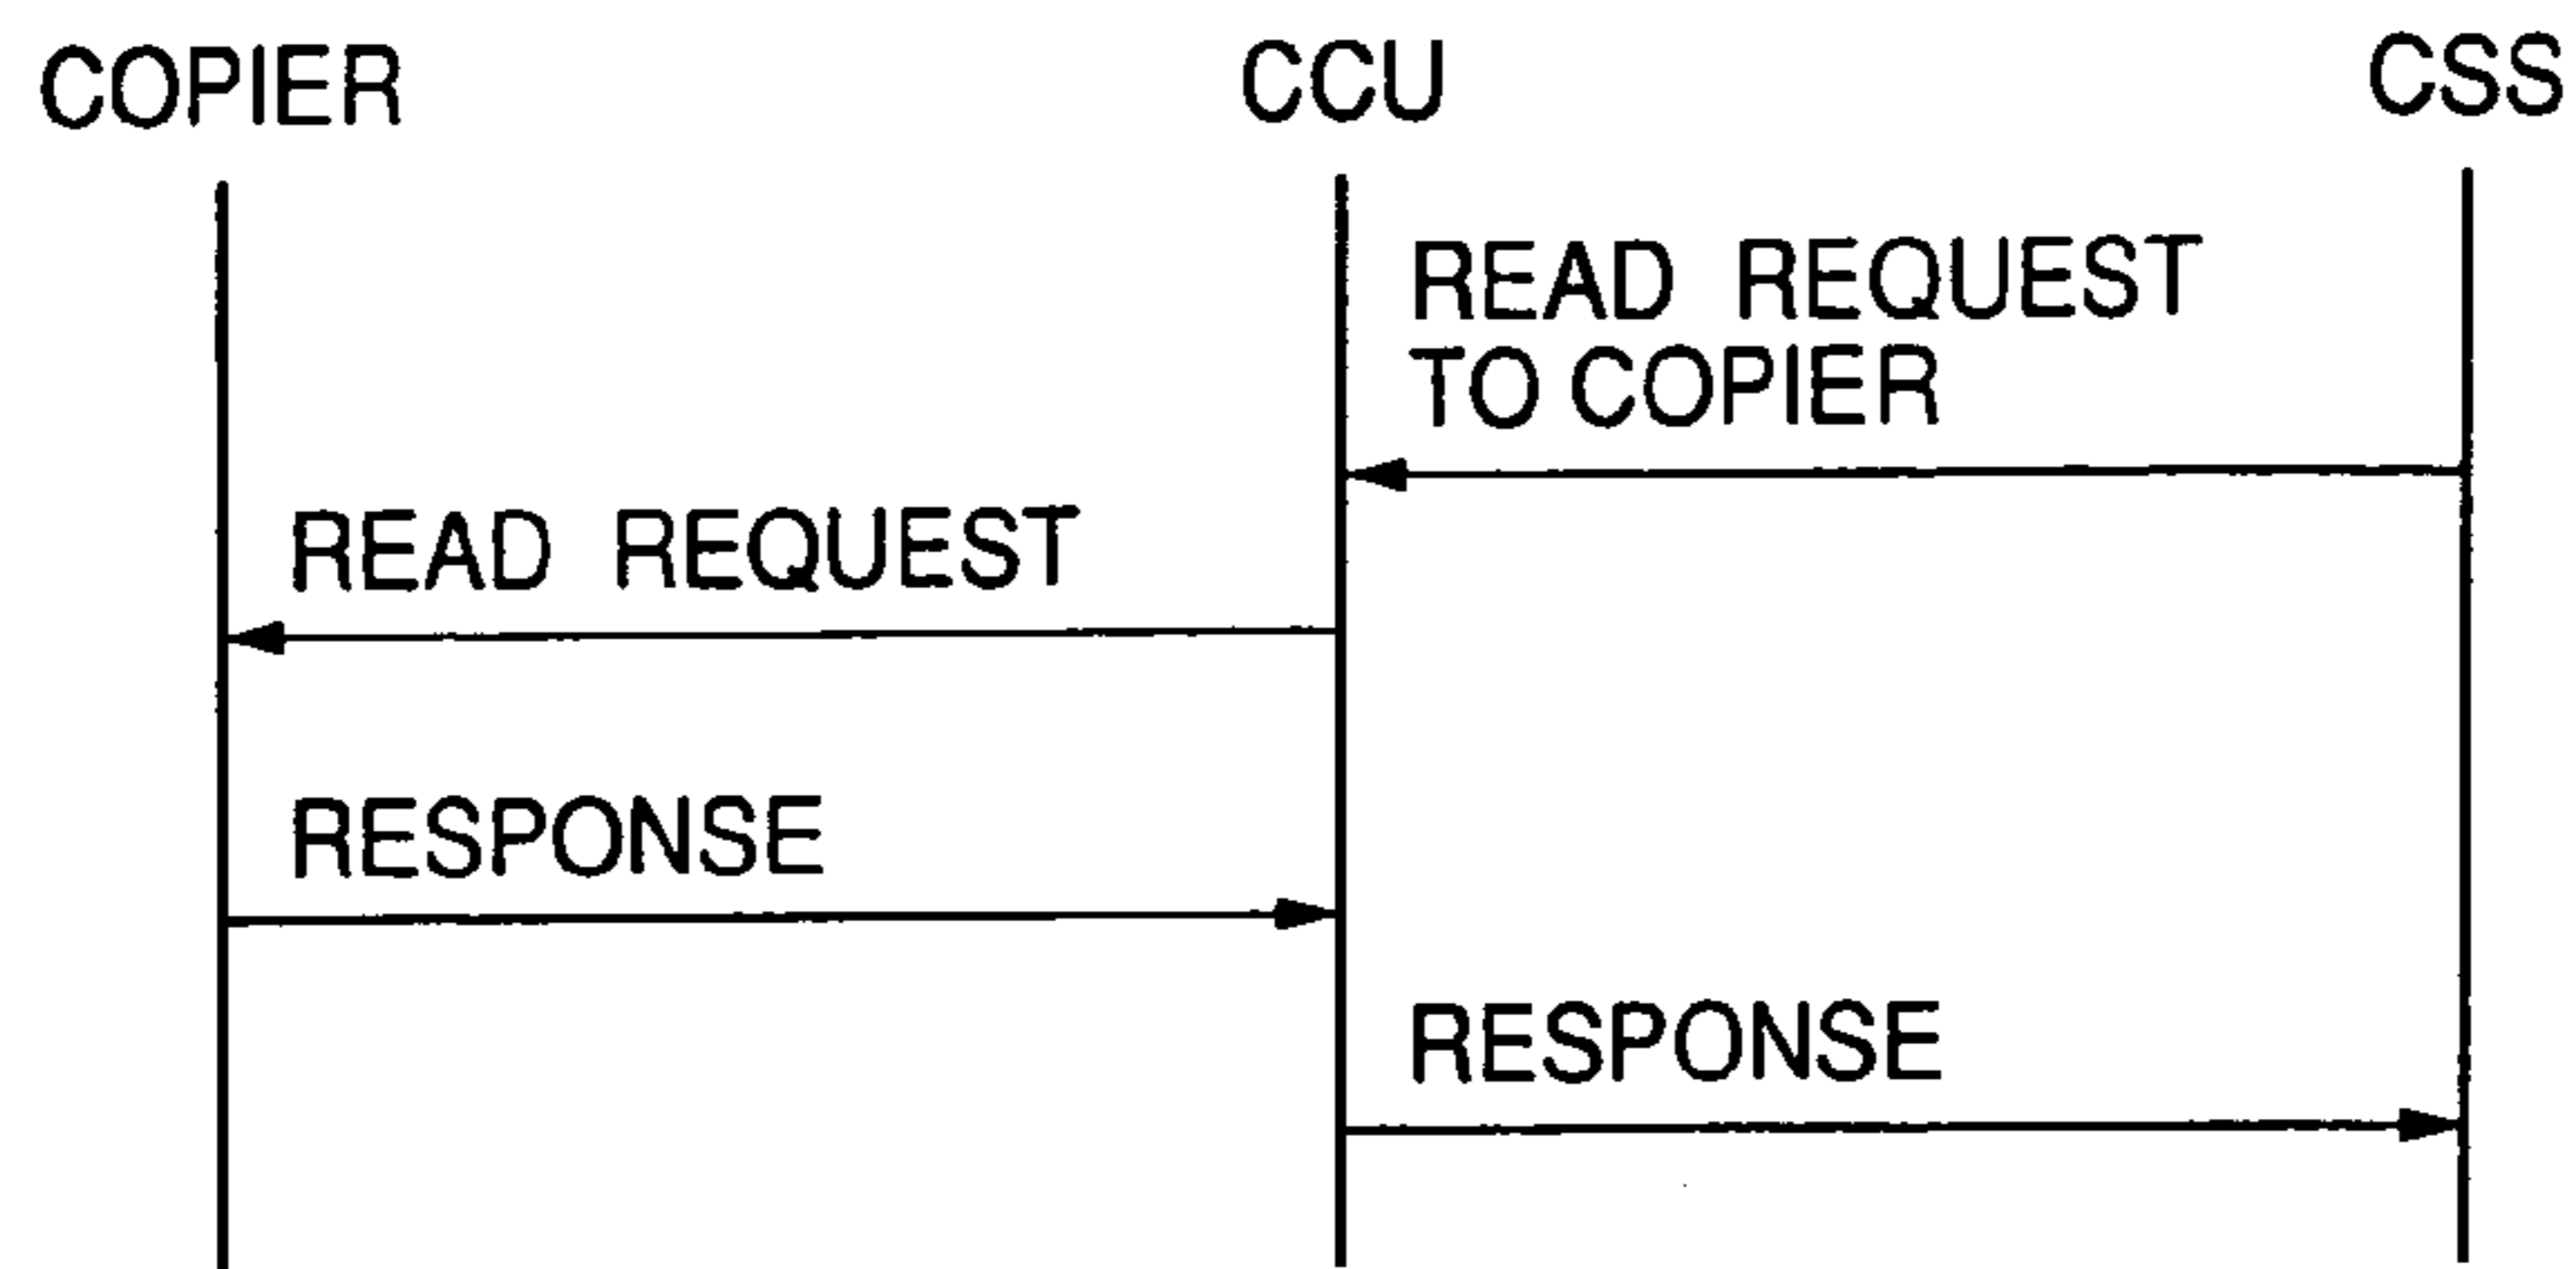 COPIER
CCU
CSS
READ REQUEST
TO COPIER
READ REQUEST
RESPONSE
RESPONSE